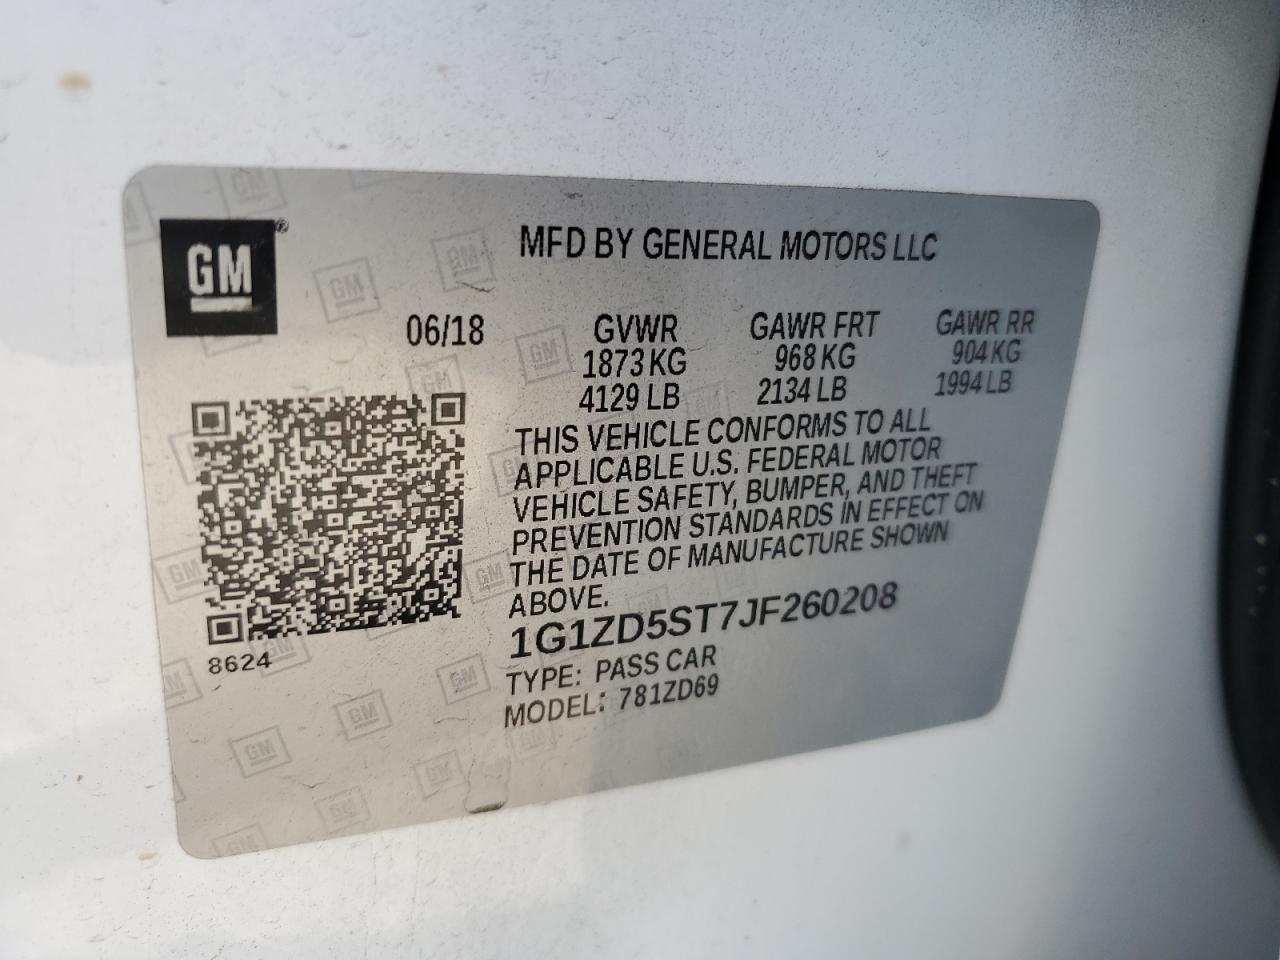 GM®
MFD BY GENERAL MOTORS LLC
06/18 GVWR GAWR FRT GAWR RR
1873 KG 968 KG 904 KG
4129 LB 2134 LB 1994 LB
THIS VEHICLE CONFORMS TO ALL
APPLICABLE U.S. FEDERAL MOTOR
VEHICLE SAFETY, BUMPER, AND THEFT
PREVENTION STANDARDS IN EFFECT ON
THE DATE OF MANUFACTURE SHOWN
ABOVE.
1G1ZD5ST7JF260208
8624
TYPE: PASS CAR
MODEL: 781ZD69